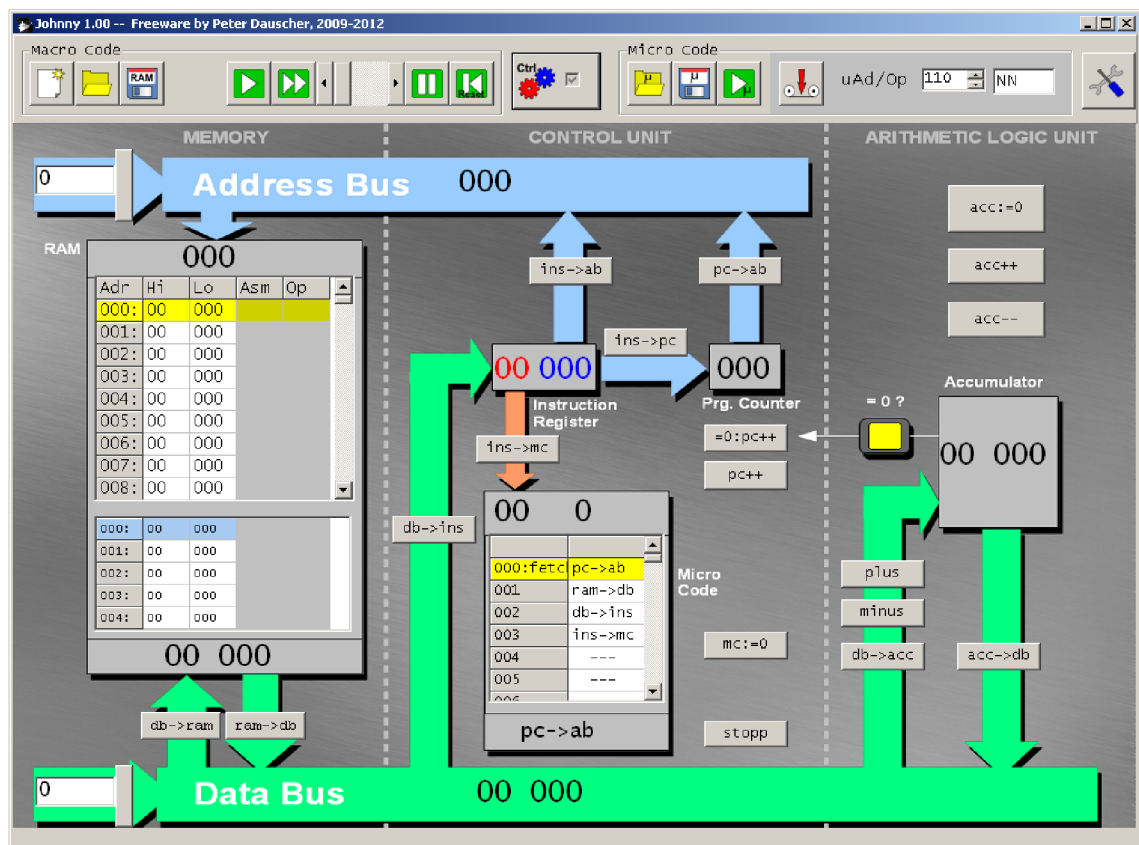 Johnny 1.00 -- Freeware by Peter Dauscher, 2009-2012
Macro Code
RAM
Reset
Ctrl
Micro Code
μ
μ
μ
uAd/Op 110 NN
MEMORY
CONTROL UNIT
ARITHMETIC LOGIC UNIT
0
Address Bus 000
RAM
000
Adr Hi Lo Asm Op
000: 00 000
001: 00 000
002: 00 000
003: 00 000
004: 00 000
005: 00 000
006: 00 000
007: 00 000
008: 00 000
000: 00 000
001: 00 000
002: 00 000
003: 00 000
004: 00 000
00 000
db->ram
ram->db
ins->ab
pc->ab
ins->pc
00 000
Instruction
Register
000
Prg. Counter
ins->mc
=0:pc++
pc++
db->ins
00 0
000:fetc pc->ab
001 ram->db
002 db->ins
003 ins->mc
004 ---
005 ---
006
pc->ab
Micro
Code
mc:=0
stopp
acc:=0
acc++
acc--
Accumulator
= 0 ?
00 000
plus
minus
db->acc
acc->db
0
Data Bus 00 000